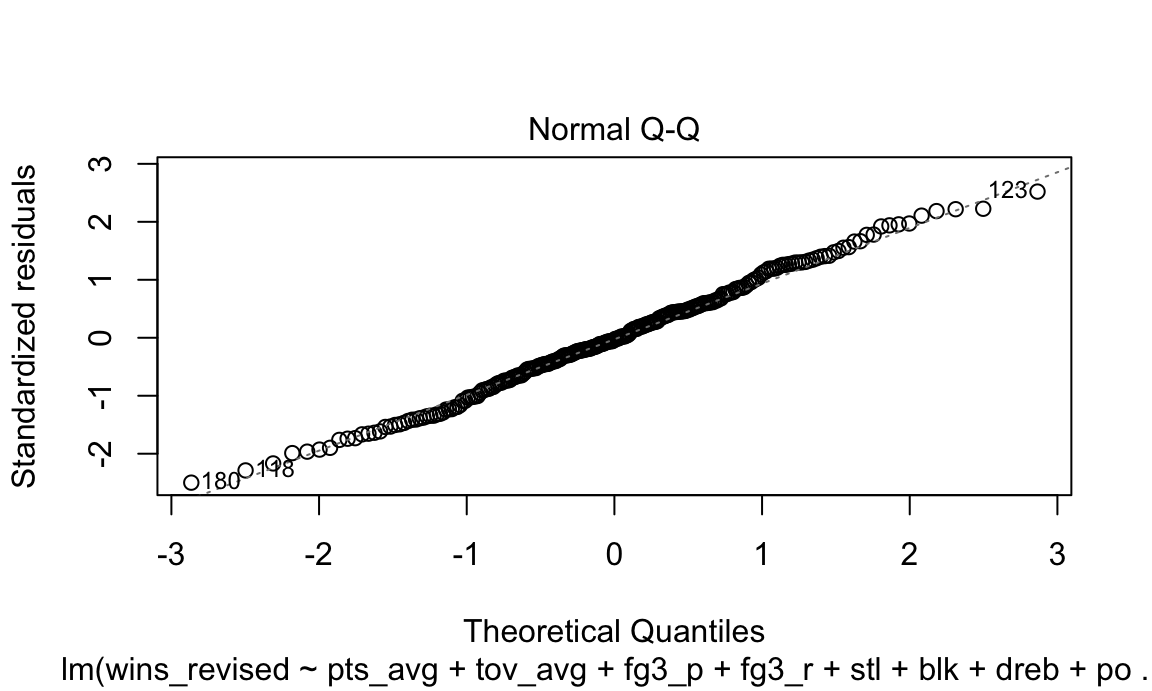 Normal Q-Q
Standardized residuals
3
2
1
0
-1
-2
123
180
118
-3 -2 -1 0 1 2 3
Theoretical Quantiles
lm(wins_revised ~ pts_avg + tov_avg + fg3_p + fg3_r + stl + blk + dreb + po .